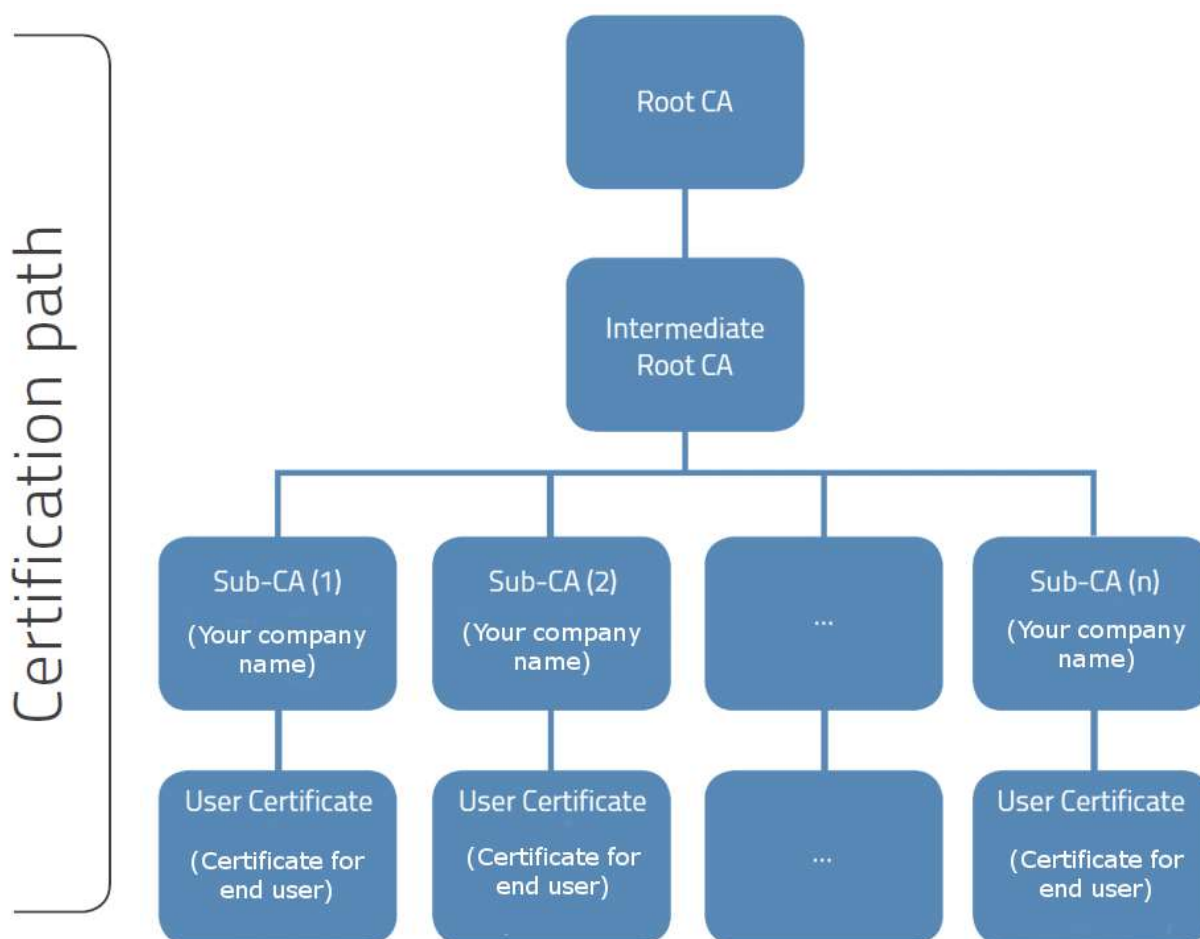 Certification path
Root CA
Intermediate
Root CA
Sub-CA (1)
(Your company
name)
Sub-CA (2)
(Your company
name)
...
Sub-CA (n)
(Your company
name)
User Certificate
(Certificate for
end user)
User Certificate
(Certificate for
end user)
...
User Certificate
(Certificate for
end user)